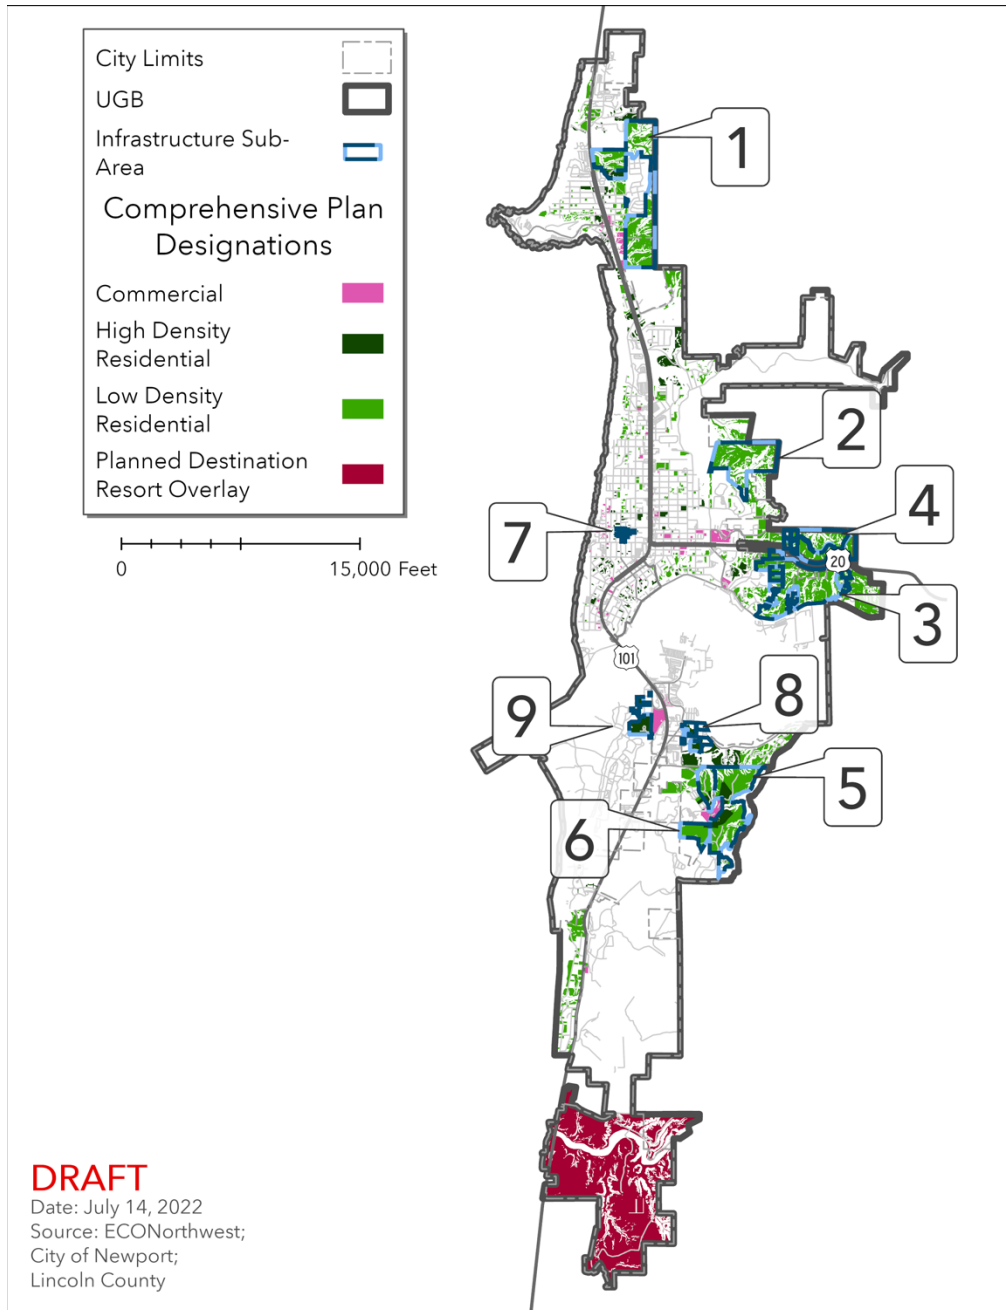 City Limits
UGB
Infrastructure Sub-
Area
Comprehensive Plan
Designations
Commercial
High Density
Residential
Low Density
Residential
Planned Destination
Resort Overlay
0
15,000 Feet
1
2
4
7
20
3
101
8
9
5
6
DRAFT
Date: July 14, 2022
Source: ECONorthwest;
City of Newport;
Lincoln County